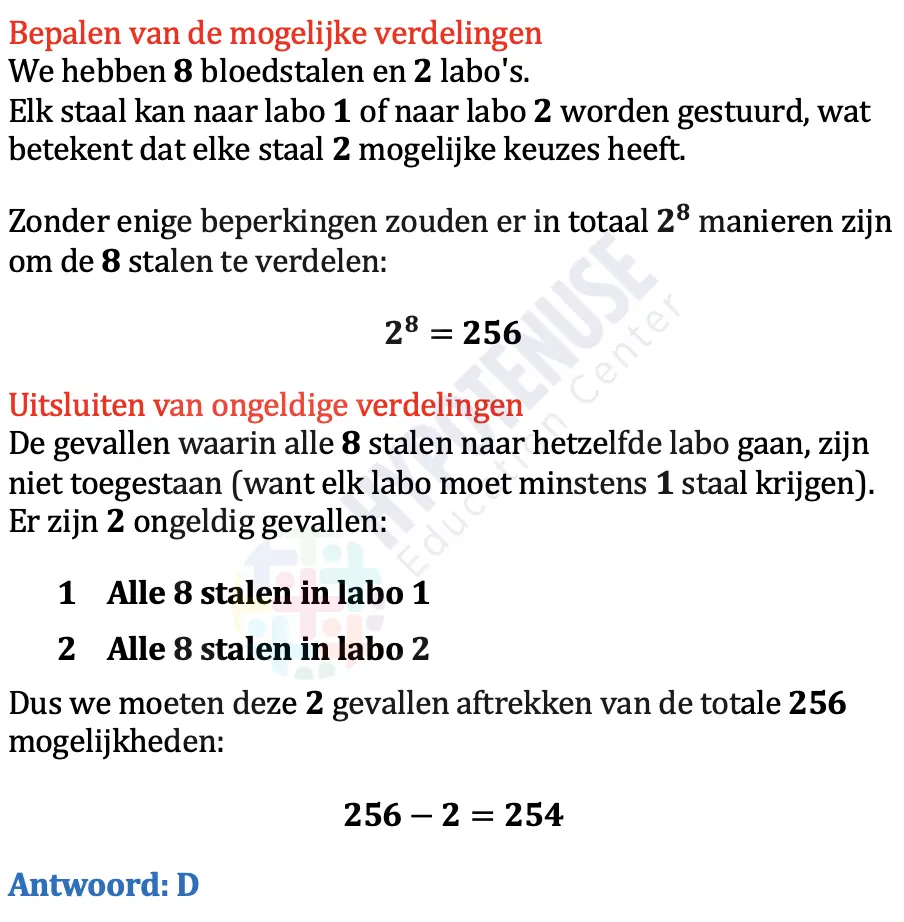 Bepalen van de mogelijke verdelingen
We hebben 8 bloedstalen en 2 labo's.
Elk staal kan naar labo 1 of naar labo 2 worden gestuurd, wat
betekent dat elke staal 2 mogelijke keuzes heeft.
Zonder enige beperkingen zouden er in totaal 2⁸ manieren zijn
om de 8 stalen te verdelen:
2⁸ = 256
Uitsluiten van ongeldige verdelingen
De gevallen waarin alle 8 stalen naar hetzelfde labo gaan, zijn
niet toegestaan (want elk labo moet minstens 1 staal krijgen).
Er zijn 2 ongeldig gevallen:
1 Alle 8 stalen in labo 1
2 Alle 8 stalen in labo 2
Dus we moeten deze 2 gevallen aftrekken van de totale 256
mogelijkheden:
256 − 2 = 254
Antwoord: D
HYPOTENUSE
Education Center